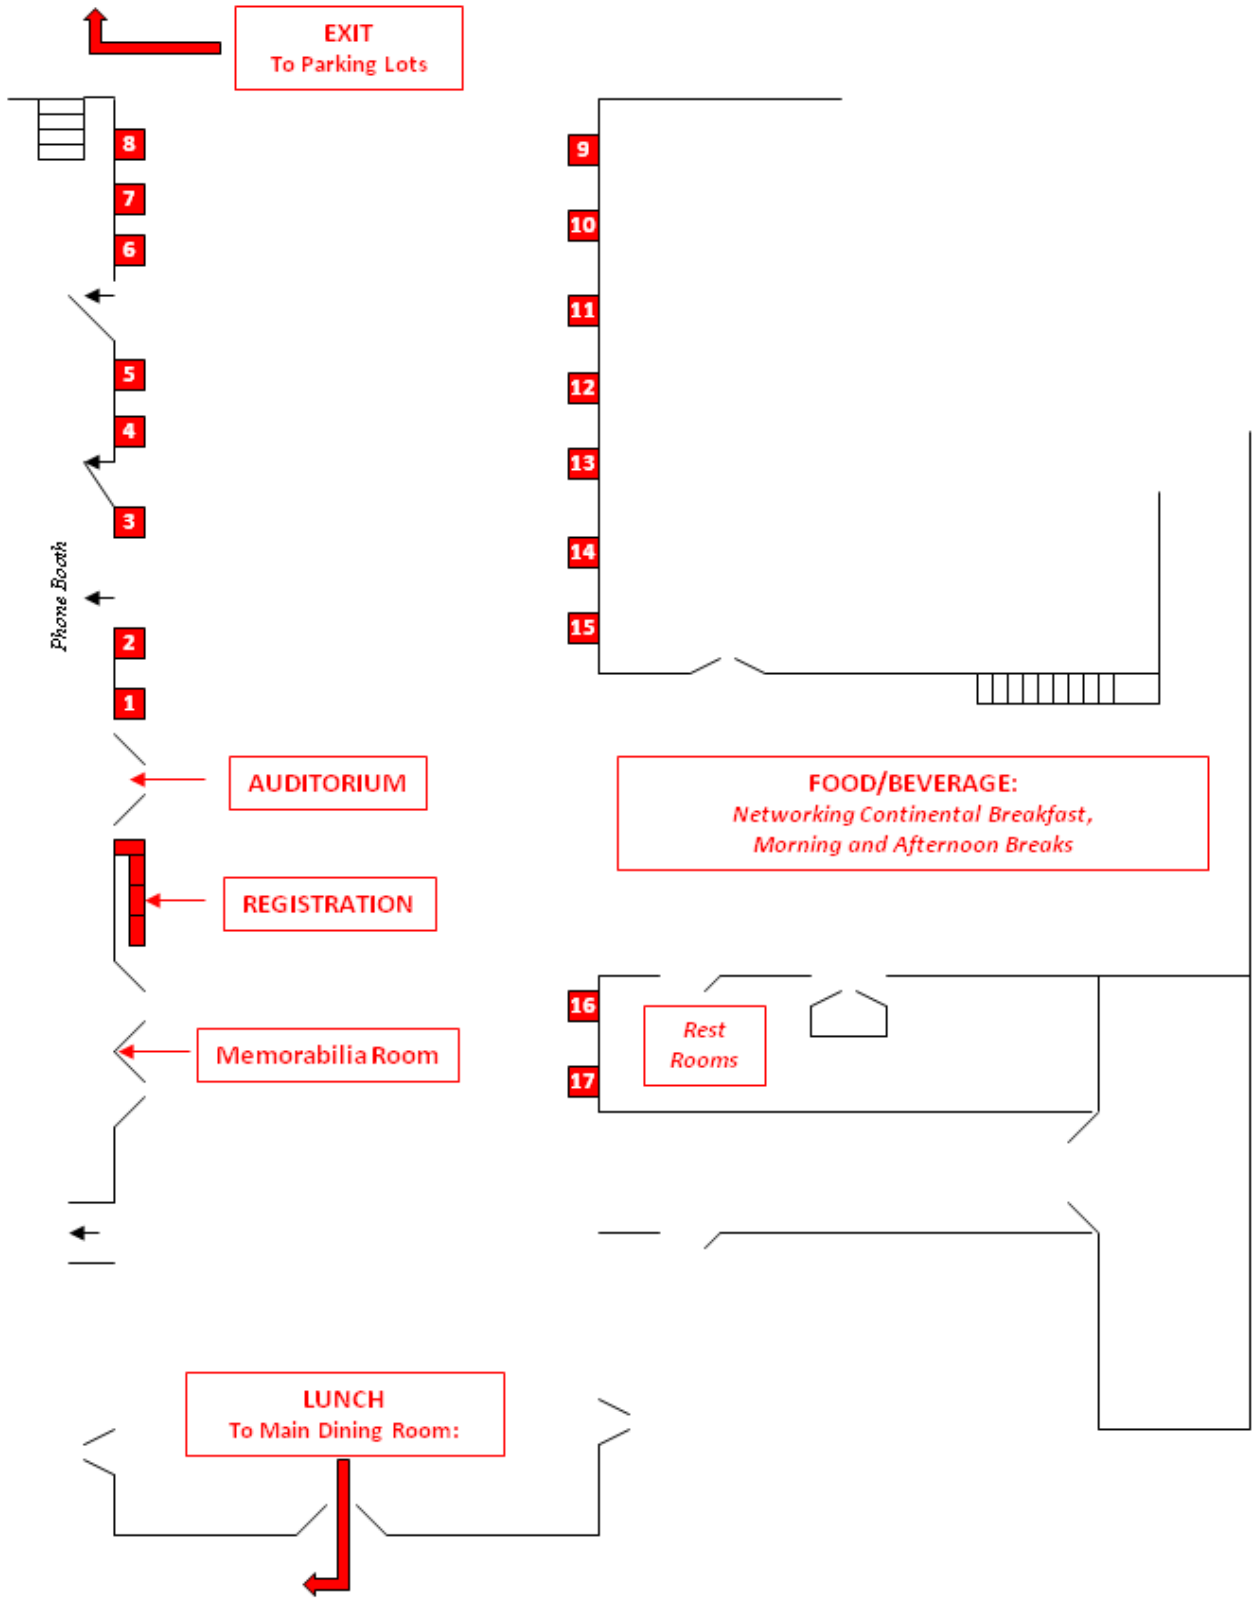 EXIT
To Parking Lots
8
9
7
10
6
11
5
12
4
13
3
14
Phone Booth
15
2
1
AUDITORIUM
FOOD/BEVERAGE:
Networking Continental Breakfast,
Morning and Afternoon Breaks
REGISTRATION
16
Rest
Rooms
Memorabilia Room
17
LUNCH
To Main Dining Room: